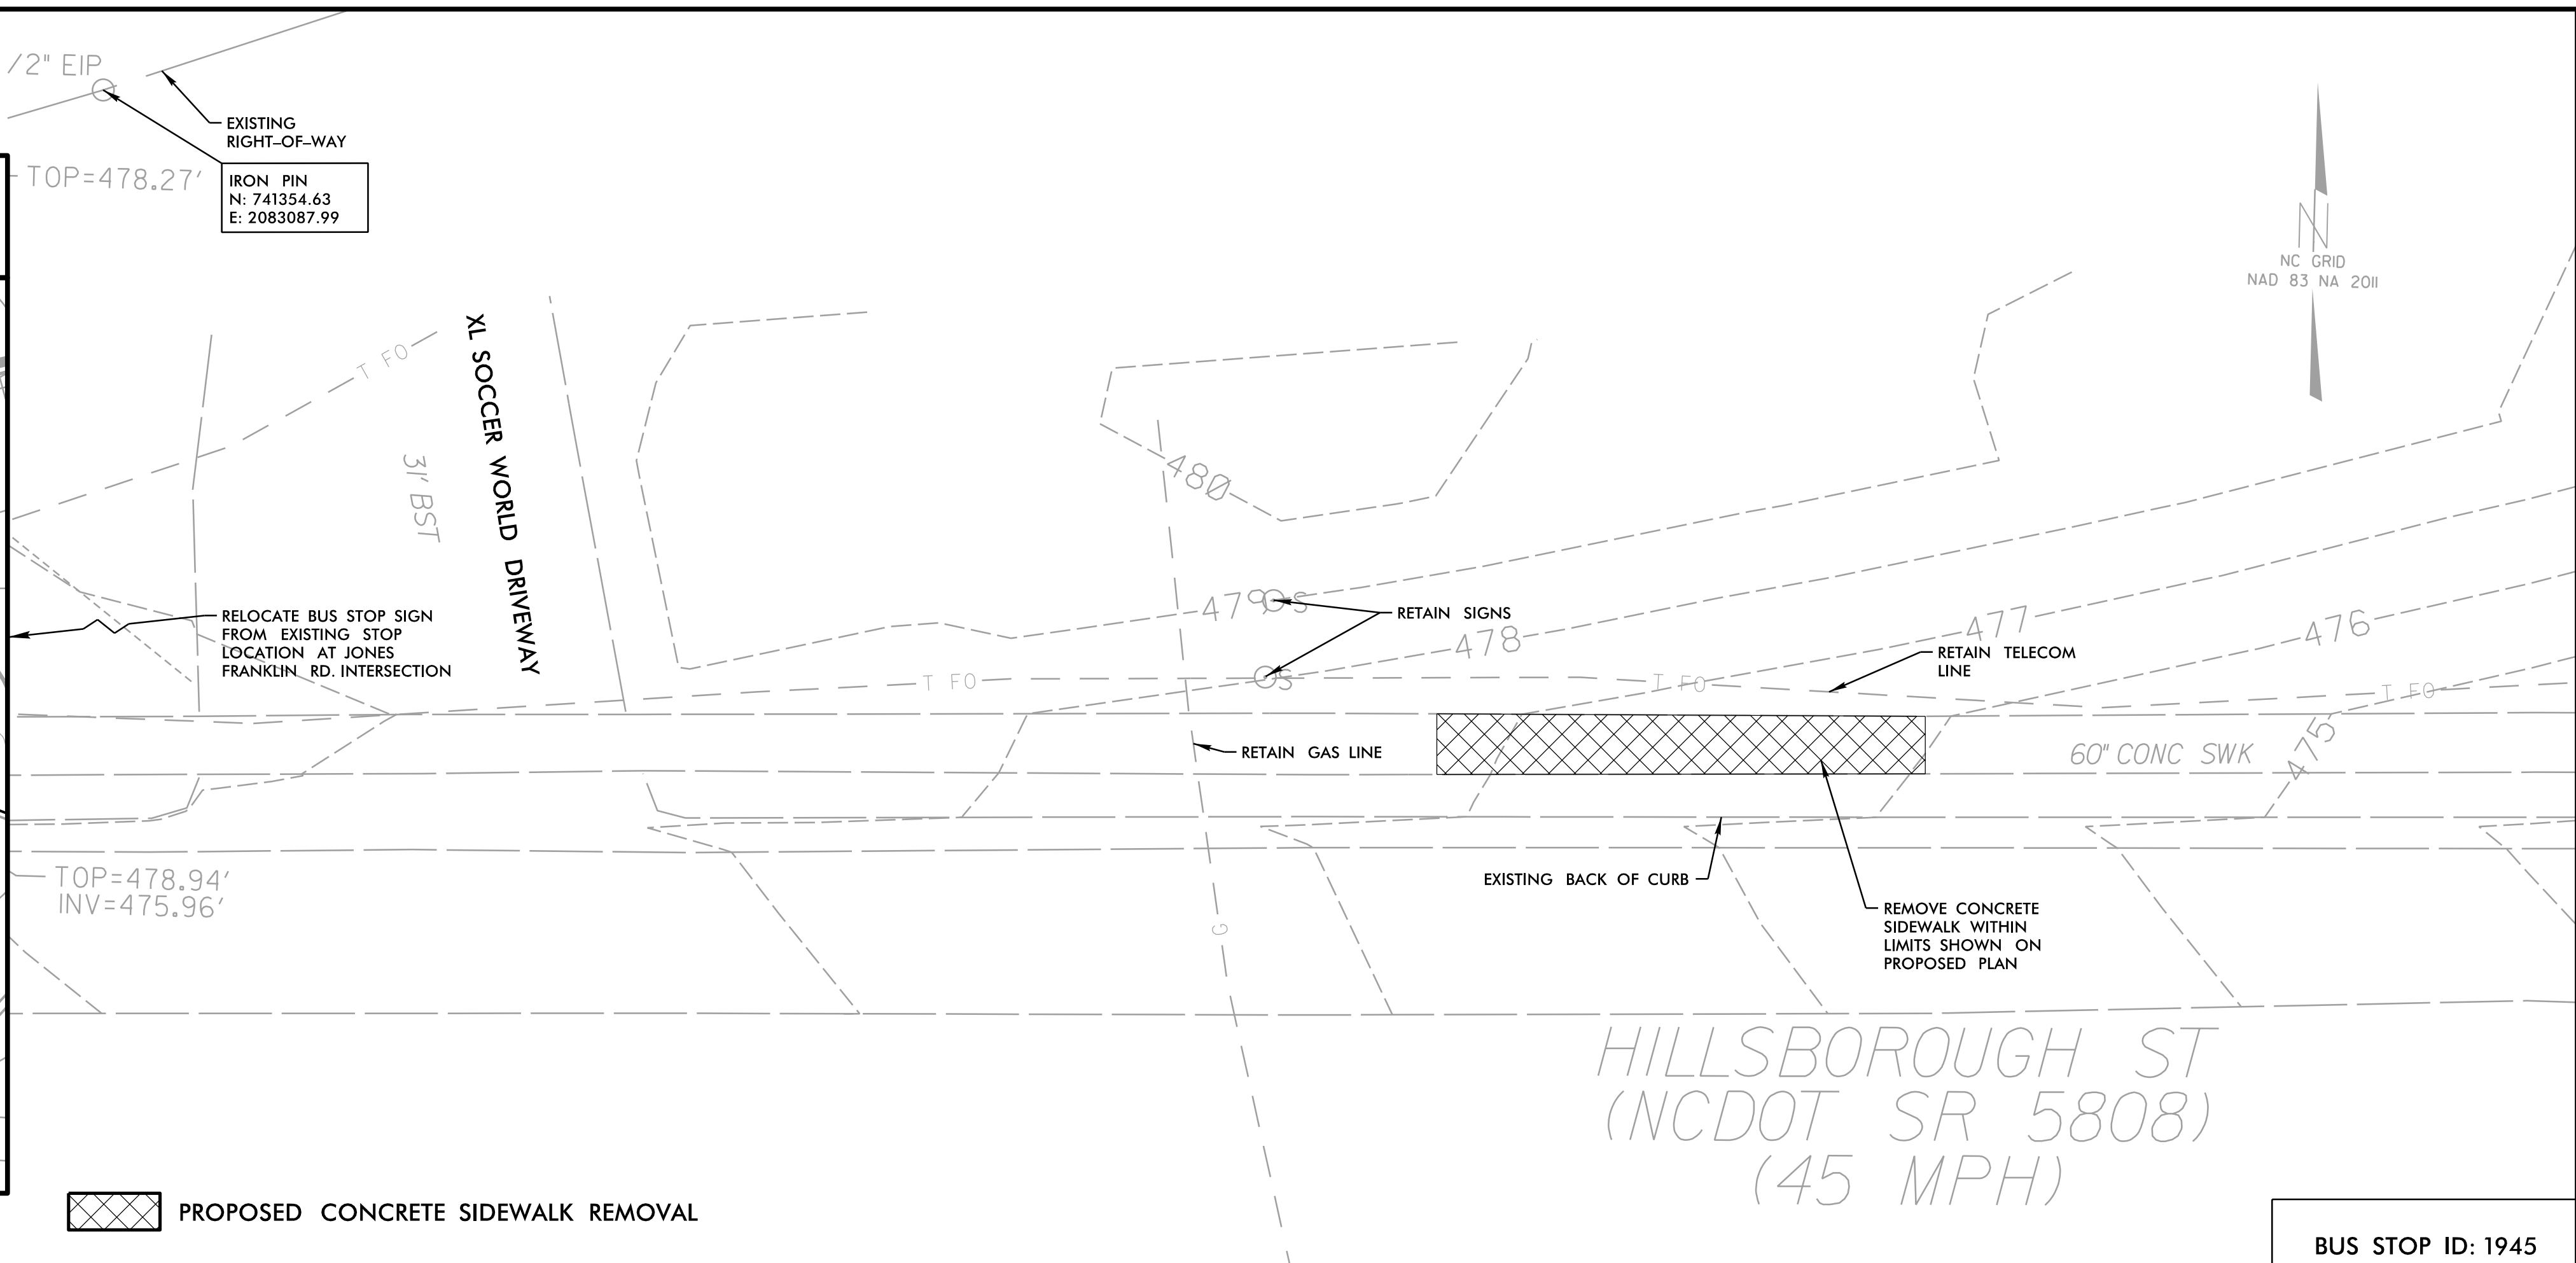 /2" EIP
EXISTING
RIGHT–OF–WAY
TOP=478.27'
IRON PIN
N: 741354.63
E: 2083087.99
N
NC GRID
NAD 83 NA 2011
T FO
XL SOCCER WORLD DRIVEWAY
31' BST
480
479
S
RETAIN SIGNS
478
477
476
RELOCATE BUS STOP SIGN
FROM EXISTING STOP
LOCATION AT JONES
FRANKLIN RD. INTERSECTION
RETAIN TELECOM
LINE
T FO
S
T FO
T FO
RETAIN GAS LINE
60" CONC SWK
475
TOP=478.94'
INV=475.96'
EXISTING BACK OF CURB
G
REMOVE CONCRETE
SIDEWALK WITHIN
LIMITS SHOWN ON
PROPOSED PLAN
HILLSBOROUGH ST
(NCDOT SR 5808)
(45 MPH)
PROPOSED CONCRETE SIDEWALK REMOVAL
BUS STOP ID: 1945